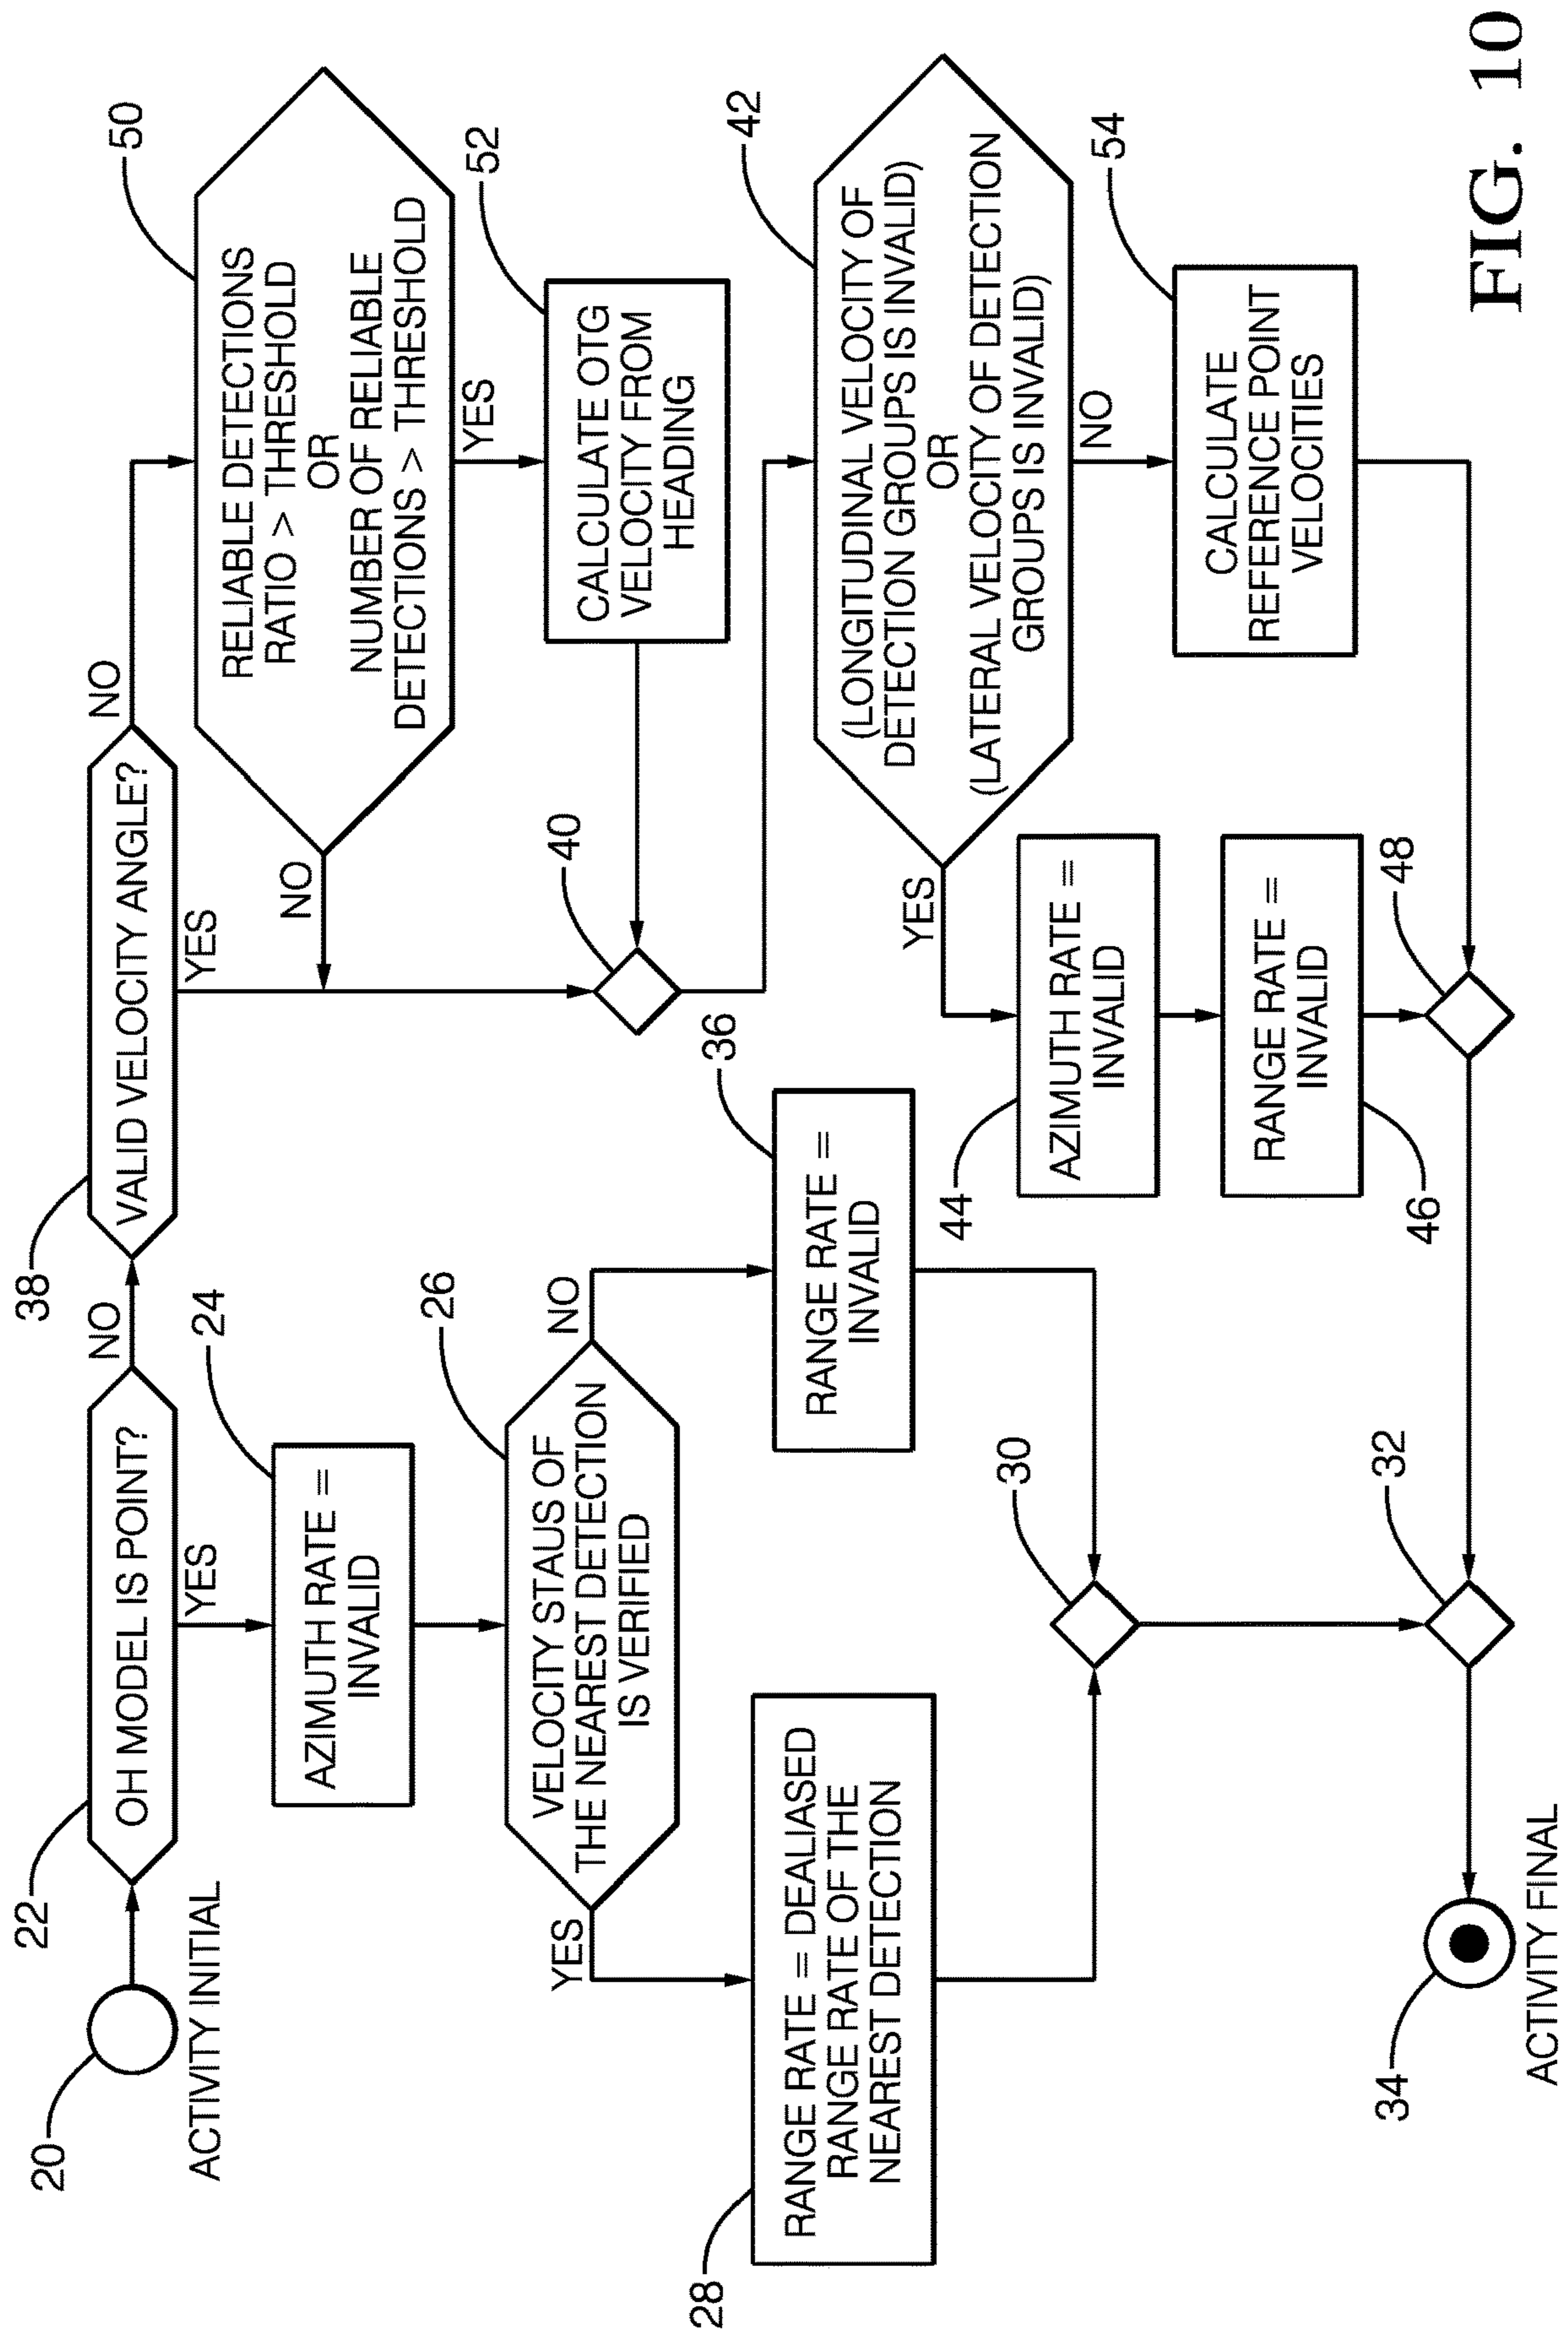 20
ACTIVITY INITIAL
22
OH MODEL IS POINT?
NO
YES
38
VALID VELOCITY ANGLE?
NO
YES
50
RELIABLE DETECTIONS
RATIO > THRESHOLD
OR
NUMBER OF RELIABLE
DETECTIONS > THRESHOLD
NO
YES
24
AZIMUTH RATE =
INVALID
52
CALCULATE OTG
VELOCITY FROM
HEADING
26
VELOCITY STAUS OF
THE NEAREST DETECTION
IS VERIFIED
YES
NO
40
28
RANGE RATE = DEALIASED
RANGE RATE OF THE
NEAREST DETECTION
36
RANGE RATE =
INVALID
42
(LONGITUDINAL VELOCITY OF
DETECTION GROUPS IS INVALID)
OR
(LATERAL VELOCITY OF DETECTION
GROUPS IS INVALID)
YES
NO
44
AZIMUTH RATE =
INVALID
30
46
RANGE RATE =
INVALID
54
CALCULATE
REFERENCE POINT
VELOCITIES
48
32
34
ACTIVITY FINAL
FIG. 10